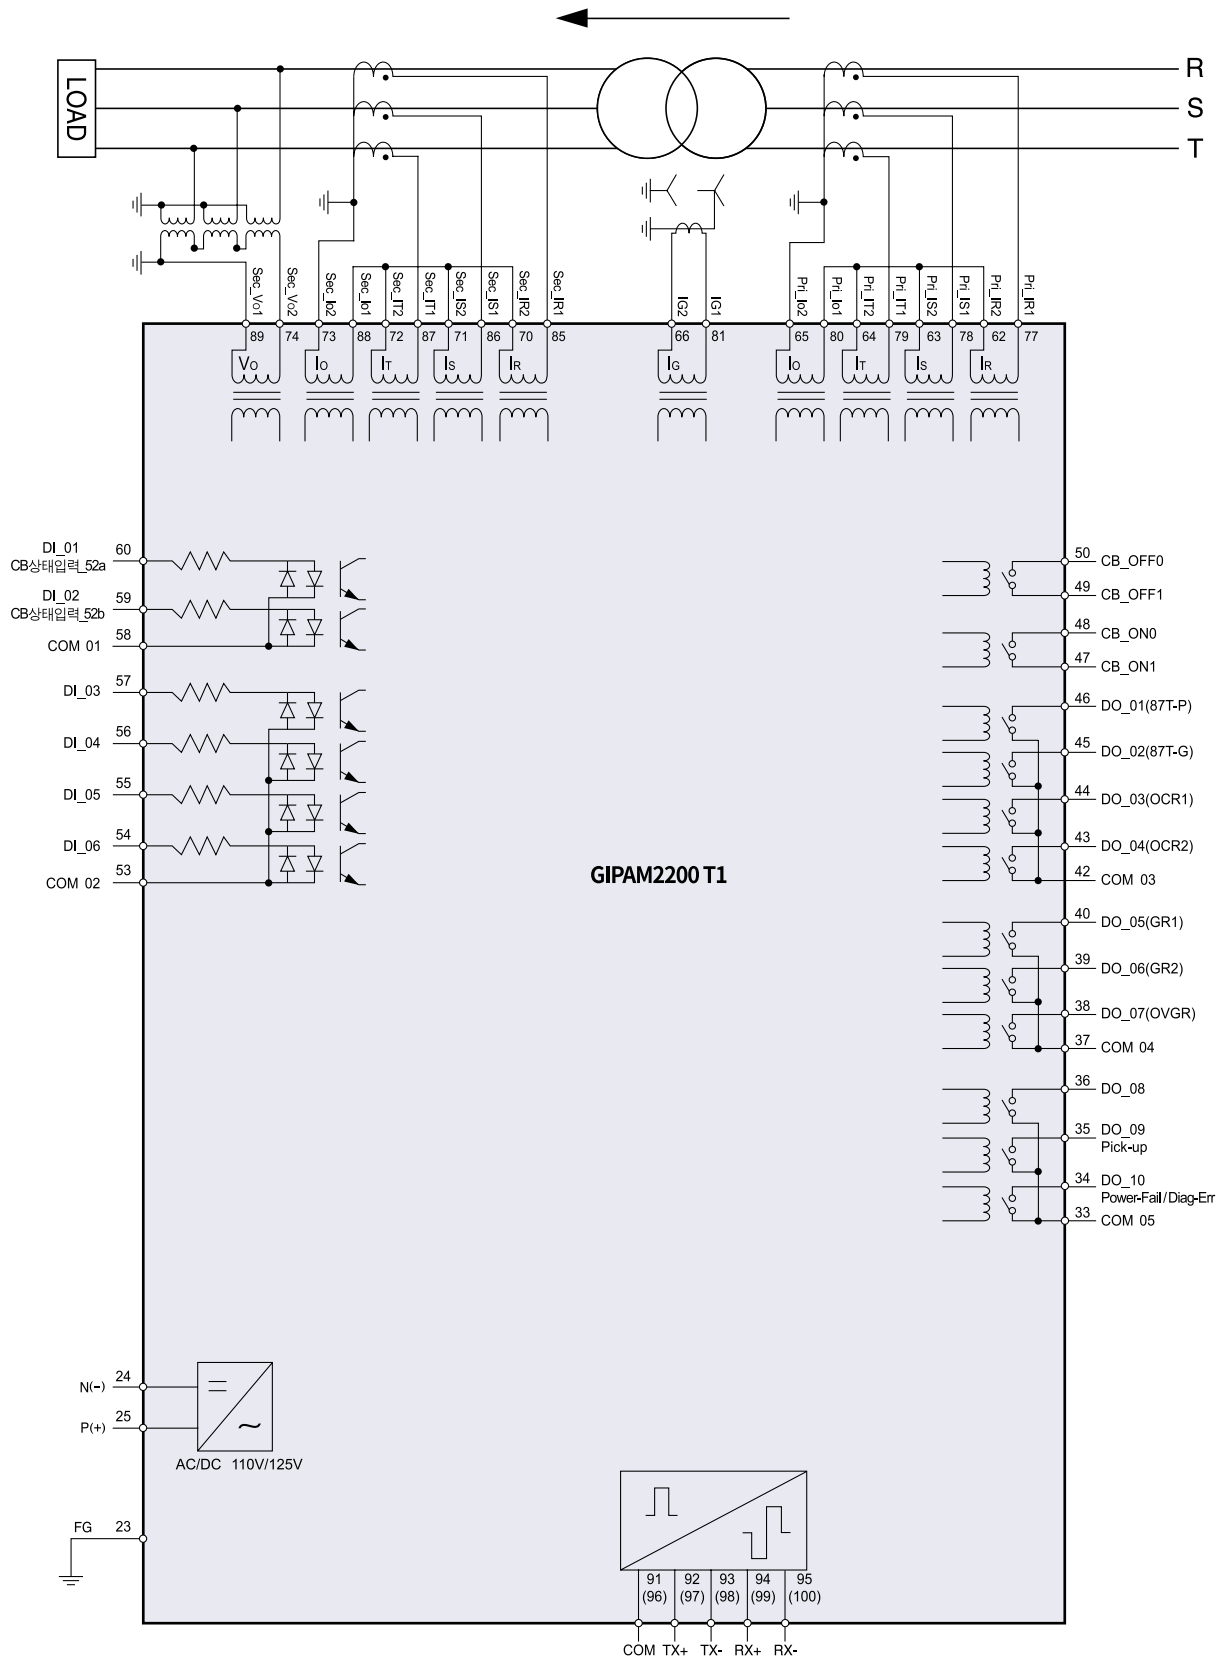 R
S
T
LOAD
Sec_Vo1
Sec_Vo2
Sec_Io2
Sec_Io1
Sec_IT2
Sec_IT1
Sec_IS2
Sec_IS1
Sec_IR2
Sec_IR1
IG2
IG1
Pri_Io2
Pri_Io1
Pri_IT2
Pri_IT1
Pri_IS2
Pri_IS1
Pri_IR2
Pri_IR1
89 74 73 88 72 87 71 86 70 85 66 81 65 80 64 79 63 78 62 77
Vo Io IT IS IR IG Io IT IS IR
DI_01 60
CB상태입력_52a
DI_02 59
CB상태입력_52b
COM 01 58
DI_03 57
DI_04 56
DI_05 55
DI_06 54
COM 02 53
GIPAM2200 T1
50 CB_OFF0
49 CB_OFF1
48 CB_ON0
47 CB_ON1
46 DO_01(87T-P)
45 DO_02(87T-G)
44 DO_03(OCR1)
43 DO_04(OCR2)
42 COM 03
40 DO_05(GR1)
39 DO_06(GR2)
38 DO_07(OVGR)
37 COM 04
36 DO_08
35 DO_09
Pick-up
34 DO_10
Power-Fail/Diag-Err
33 COM 05
N(-) 24
P(+) 25
AC/DC 110V/125V
FG 23
91 92 93 94 95
(96) (97) (98) (99) (100)
COM TX+ TX- RX+ RX-